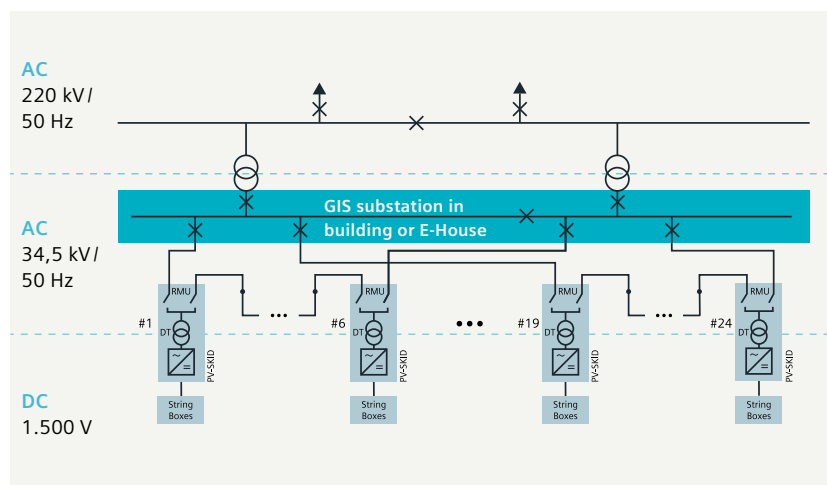 AC
220 kV/
50 Hz
GIS substation in
building or E-House
AC
34,5 kV/
50 Hz
RMU
RMU
RMU
RMU
#1
#6
#19
#24
DT
DT
DT
DT
~
=
~
=
~
=
~
=
PV-SKID
PV-SKID
PV-SKID
PV-SKID
String
Boxes
String
Boxes
String
Boxes
String
Boxes
DC
1.500 V